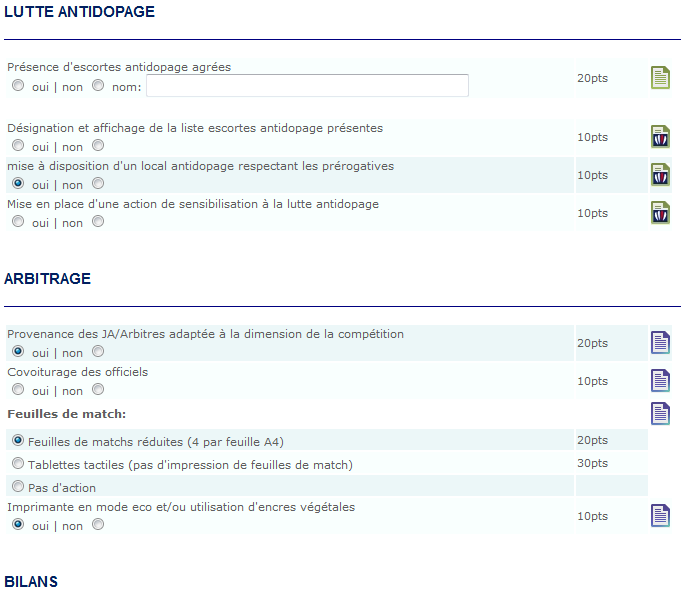 LUTTE ANTIDOPAGE
Présence d'escortes antidopage agrées
oui | non nom: 20pts
Désignation et affichage de la liste escortes antidopage présentes
oui | non 10pts
mise à disposition d'un local antidopage respectant les prérogatives
oui | non 10pts
Mise en place d'une action de sensibilisation à la lutte antidopage
oui | non 10pts
ARBITRAGE
Provenance des JA/Arbitres adaptée à la dimension de la compétition
oui | non 20pts
Covoiturage des officiels
oui | non 10pts
Feuilles de match:
Feuilles de matchs réduites (4 par feuille A4) 20pts
Tablettes tactiles (pas d'impression de feuilles de match) 30pts
Pas d'action
Imprimante en mode eco et/ou utilisation d'encres végétales
oui | non 10pts
BILANS